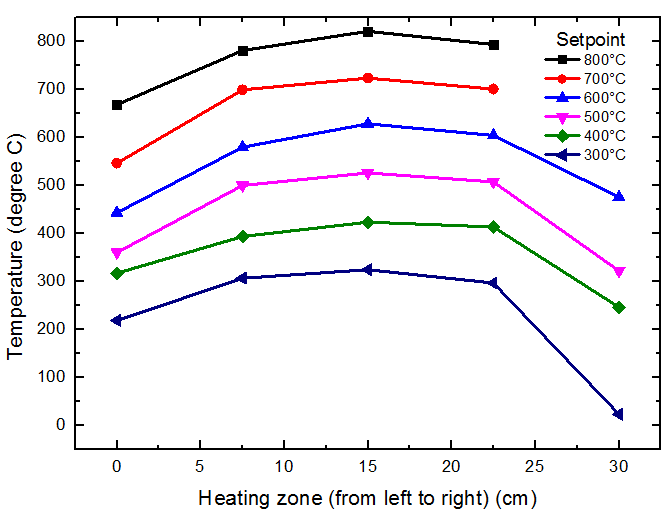 Temperature (degree C)
800
700
600
500
400
300
200
100
0
Setpoint
800°C
700°C
600°C
500°C
400°C
300°C
0
5
10
15
20
25
30
Heating zone (from left to right) (cm)